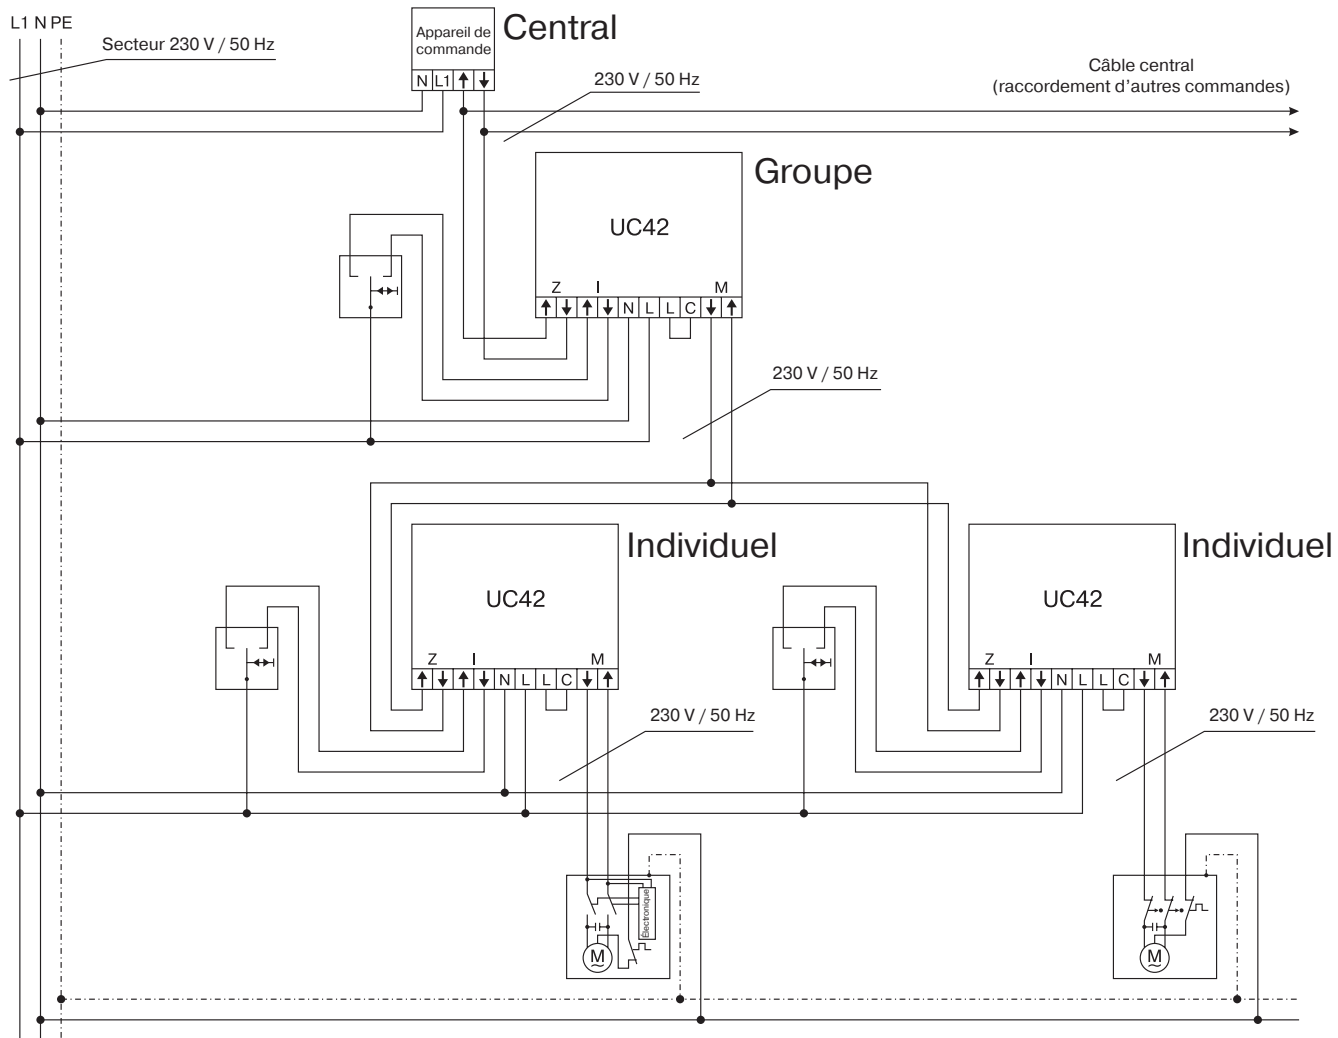 L1 N PE
Secteur 230 V / 50 Hz
Appareil de
commande
Central
N L1 ↑ ↓
230 V / 50 Hz
Câble central
(raccordement d'autres commandes)
Groupe
UC42
Z I M
↑ ↓ ↑ ↓ N L L C ↓ ↑
230 V / 50 Hz
Individuel
UC42
Z I M
↑ ↓ ↑ ↓ N L L C ↓ ↑
230 V / 50 Hz
Électronique
M
Individuel
UC42
Z I M
↑ ↓ ↑ ↓ N L L C ↓ ↑
230 V / 50 Hz
M